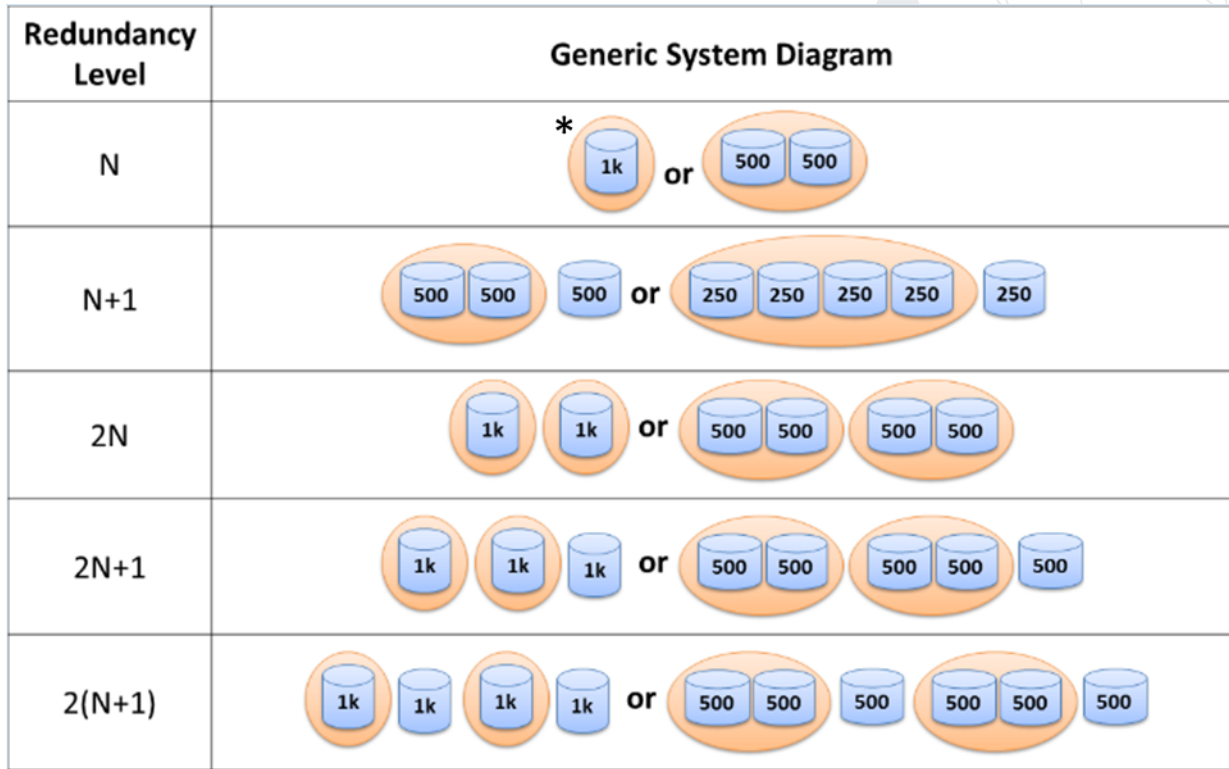 Redundancy
Level
Generic System Diagram
N
* 1k or 500 500
N+1
500 500 500 or 250 250 250 250 250
2N
1k 1k or 500 500 500 500
2N+1
1k 1k 1k or 500 500 500 500 500
2(N+1)
1k 1k 1k 1k or 500 500 500 500 500 500